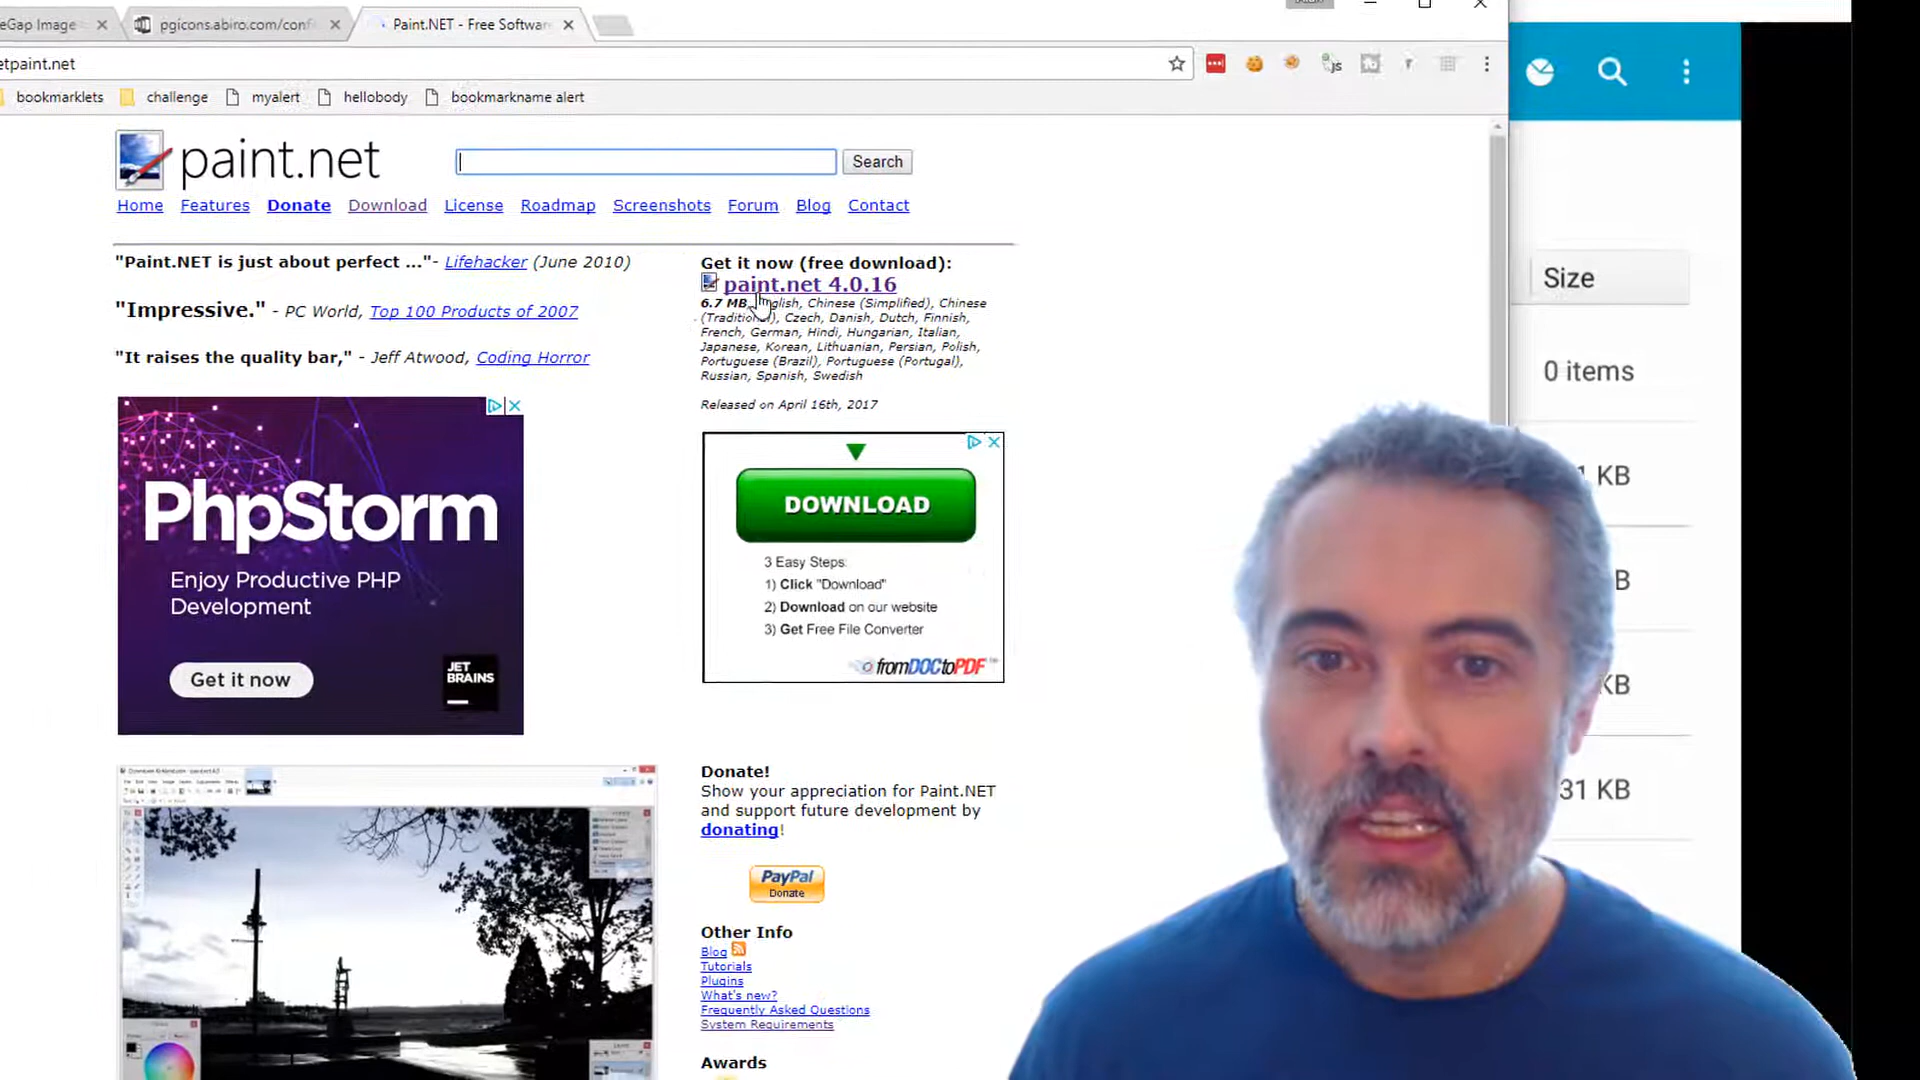 eGap Image
pgicons.abiro.com/conf
Paint.NET - Free Softwar
etpaint.net
js
bookmarklets
challenge
myalert
hellobody
bookmarkname alert
paint.net
Search
Home
Features
Donate
Download
License
Roadmap
Screenshots
Forum
Blog
Contact
"Paint.NET is just about perfect ..."- Lifehacker (June 2010)
"Impressive." - PC World, Top 100 Products of 2007
"It raises the quality bar," - Jeff Atwood, Coding Horror
Get it now (free download):
paint.net 4.0.16
6.7 MB, English, Chinese (Simplified), Chinese
(Traditional), Czech, Danish, Dutch, Finnish,
French, German, Hindi, Hungarian, Italian,
Japanese, Korean, Lithuanian, Persian, Polish,
Portuguese (Brazil), Portuguese (Portugal),
Russian, Spanish, Swedish
Released on April 16th, 2017
PhpStorm
Enjoy Productive PHP
Development
Get it now
JET
BRAINS
DOWNLOAD
3 Easy Steps:
1) Click "Download"
2) Download on our website
3) Get Free File Converter
fromDOCtoPDF™
Donate!
Show your appreciation for Paint.NET
and support future development by
donating!
PayPal
Donate
Other Info
Blog
Tutorials
Plugins
What's new?
Frequently Asked Questions
System Requirements
Awards
Size
0 items
KB
B
KB
31 KB